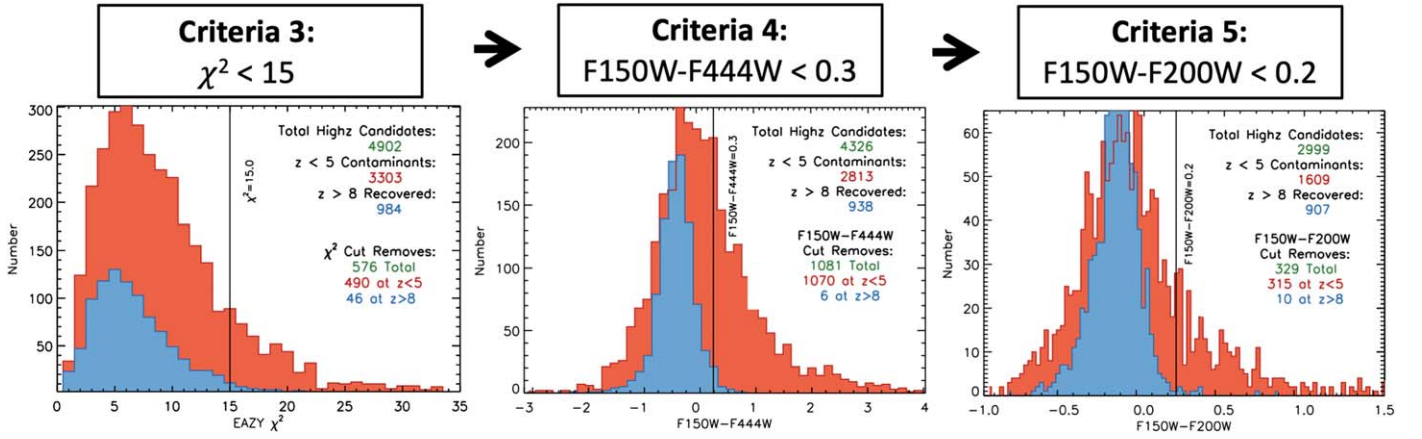 Criteria 3:
χ² < 15
Criteria 4:
F150W-F444W < 0.3
Criteria 5:
F150W-F200W < 0.2
300
250
200
150
100
50
Number
Total Highz Candidates:
4902
z < 5 Contaminants:
3303
z > 8 Recovered:
984
χ² Cut Removes:
576 Total
490 at z<5
46 at z>8
χ²=15.0
0 5 10 15 20 25 30 35
EAZY χ²
200
150
100
50
0
Number
Total Highz Candidates:
4326
z < 5 Contaminants:
2813
z > 8 Recovered:
938
F150W-F444W
Cut Removes:
1081 Total
1070 at z<5
6 at z>8
F150W-F444W=0.3
-3 -2 -1 0 1 2 3 4
F150W-F444W
60
50
40
30
20
10
0
Number
Total Highz Candidates:
2999
z < 5 Contaminants:
1609
z > 8 Recovered:
907
F150W-F200W
Cut Removes:
329 Total
315 at z<5
10 at z>8
F150W-F200W=0.2
-1.0 -0.5 0.0 0.5 1.0 1.5
F150W-F200W